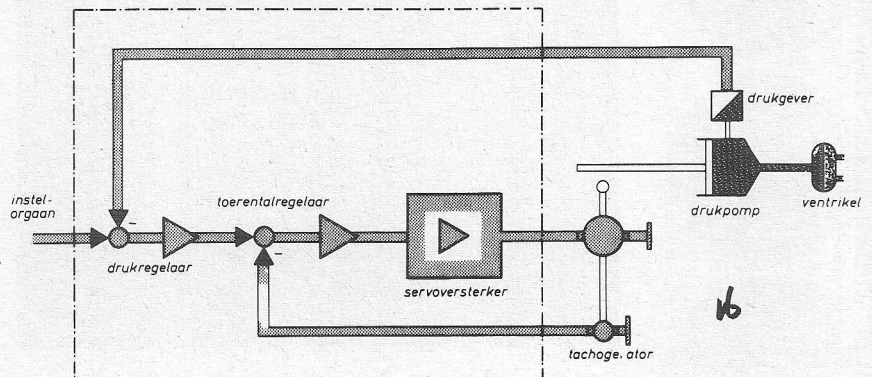 drukgever
instel-
orgaan
toerentalregelaar
drukpomp
ventrikel
drukregelaar
servoversterker
tachoge. ator